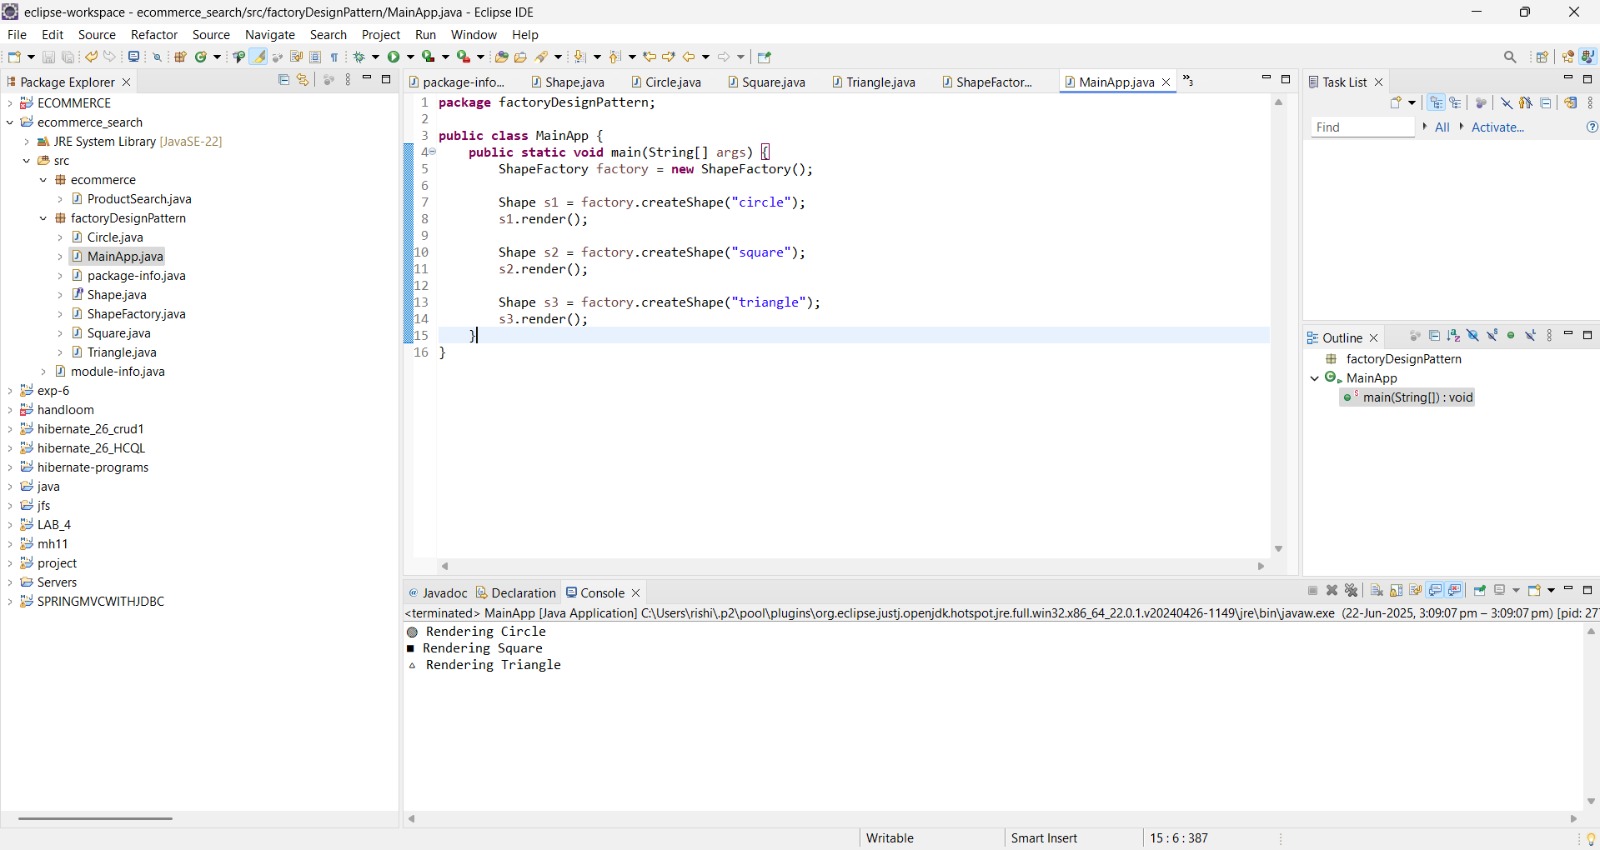 eclipse-workspace - ecommerce_search/src/factoryDesignPattern/MainApp.java - Eclipse IDE
File Edit Source Refactor Source Navigate Search Project Run Window Help
Package Explorer
ECOMMERCE
ecommerce_search
JRE System Library [JavaSE-22]
src
ecommerce
ProductSearch.java
factoryDesignPattern
Circle.java
MainApp.java
package-info.java
Shape.java
ShapeFactory.java
Square.java
Triangle.java
module-info.java
exp-6
handloom
hibernate_26_crud1
hibernate_26_HCQL
hibernate-programs
java
jfs
LAB_4
mh11
project
Servers
SPRINGMVCWITHJDBC
package-info... Shape.java Circle.java Square.java Triangle.java ShapeFactor... MainApp.java »3
1 package factoryDesignPattern;
2
3 public class MainApp {
4 public static void main(String[] args) {
5 ShapeFactory factory = new ShapeFactory();
6
7 Shape s1 = factory.createShape("circle");
8 s1.render();
9
10 Shape s2 = factory.createShape("square");
11 s2.render();
12
13 Shape s3 = factory.createShape("triangle");
14 s3.render();
15 }
16 }
Task List
Find All Activate...
Outline
factoryDesignPattern
MainApp
main(String[]) : void
Javadoc Declaration Console
<terminated> MainApp [Java Application] C:\Users\rishi\.p2\pool\plugins\org.eclipse.justj.openjdk.hotspot.jre.full.win32.x86_64_22.0.1.v20240426-1149\jre\bin\javaw.exe (22-Jun-2025, 3:09:07 pm – 3:09:07 pm) [pid: 27
Rendering Circle
Rendering Square
Rendering Triangle
Writable Smart Insert 15 : 6 : 387